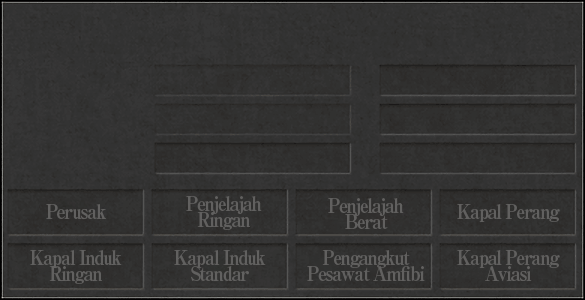 Perusak
Penjelajah
Ringan
Penjelajah
Berat
Kapal Perang
Kapal Induk
Ringan
Kapal Induk
Standar
Pengangkut
Pesawat Amfibi
Kapal Perang
Aviasi